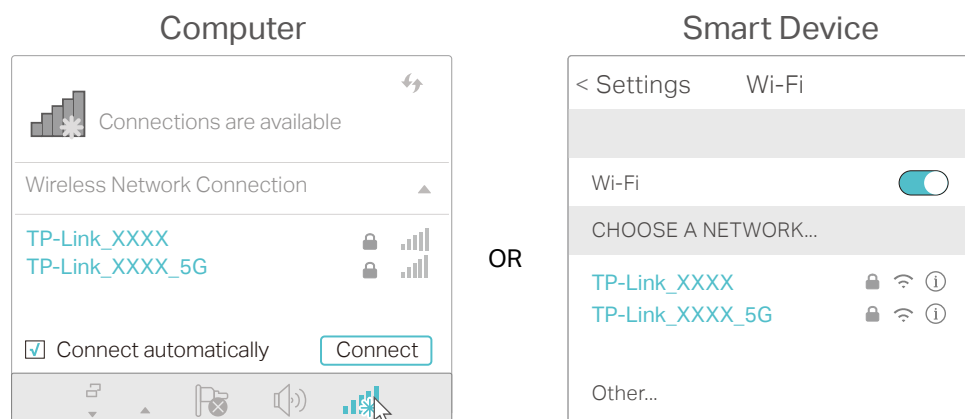 Computer
Connections are available
Wireless Network Connection
TP-Link_XXXX
TP-Link_XXXX_5G
Connect automatically
Connect
OR
Smart Device
< Settings Wi-Fi
Wi-Fi
CHOOSE A NETWORK...
TP-Link_XXXX
TP-Link_XXXX_5G
Other...